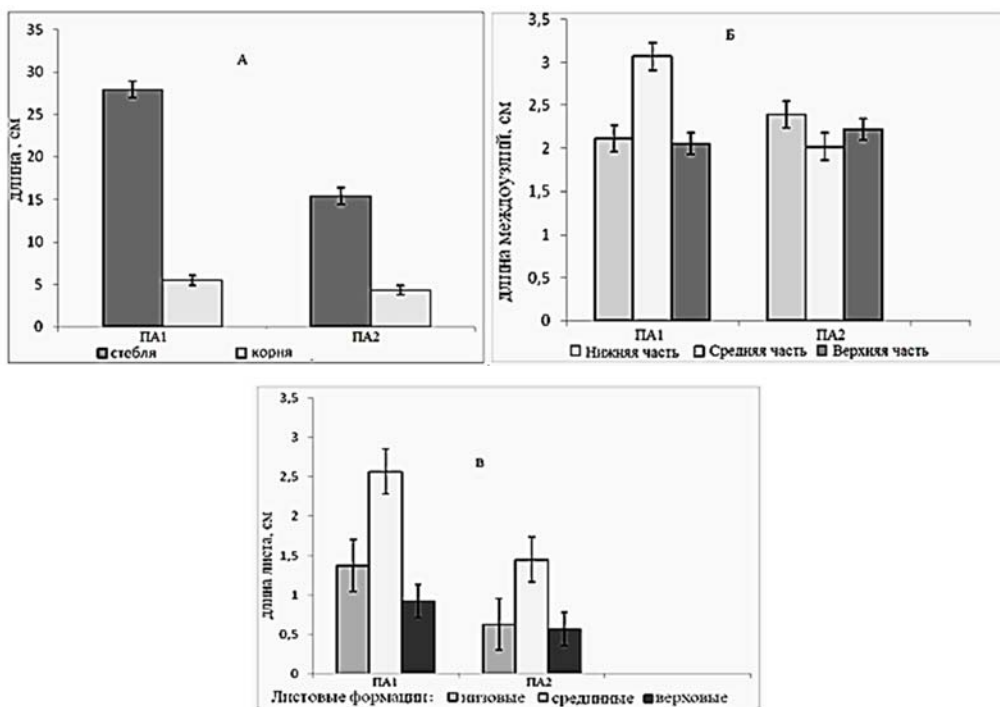 А
35
30
25
20
15
10
5
0
длина , см
ПА1 ПА2
стебля корня
Б
3,5
3
2,5
2
1,5
1
0,5
0
длина междоузлий, см
ПА1 ПА2
Нижняя часть Средняя часть Верхняя часть
В
3,5
3
2,5
2
1,5
1
0,5
0
длина листа, см
ПА1 ПА2
Листовые формации: низовые срединные верховые